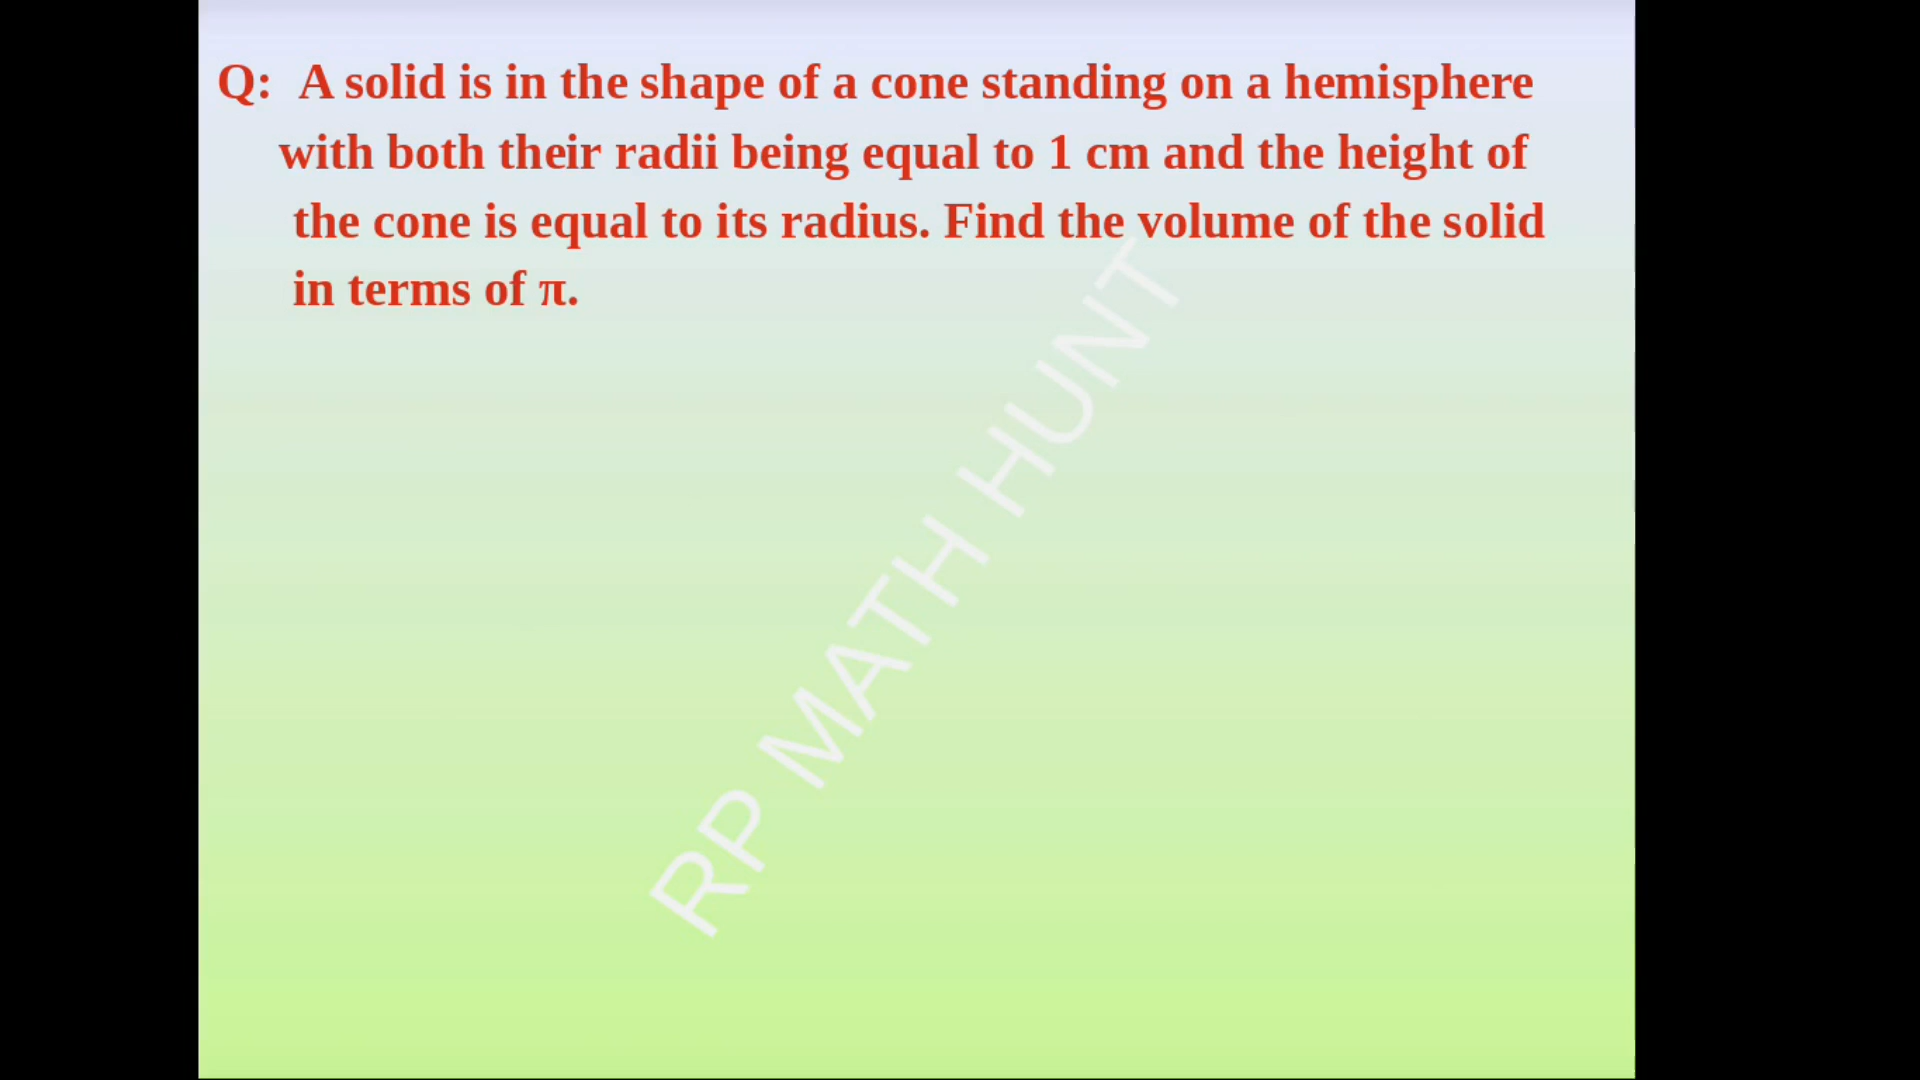 Q: A solid is in the shape of a cone standing on a hemisphere
with both their radii being equal to 1 cm and the height of
the cone is equal to its radius. Find the volume of the solid
in terms of π.
RP MATH HUNT